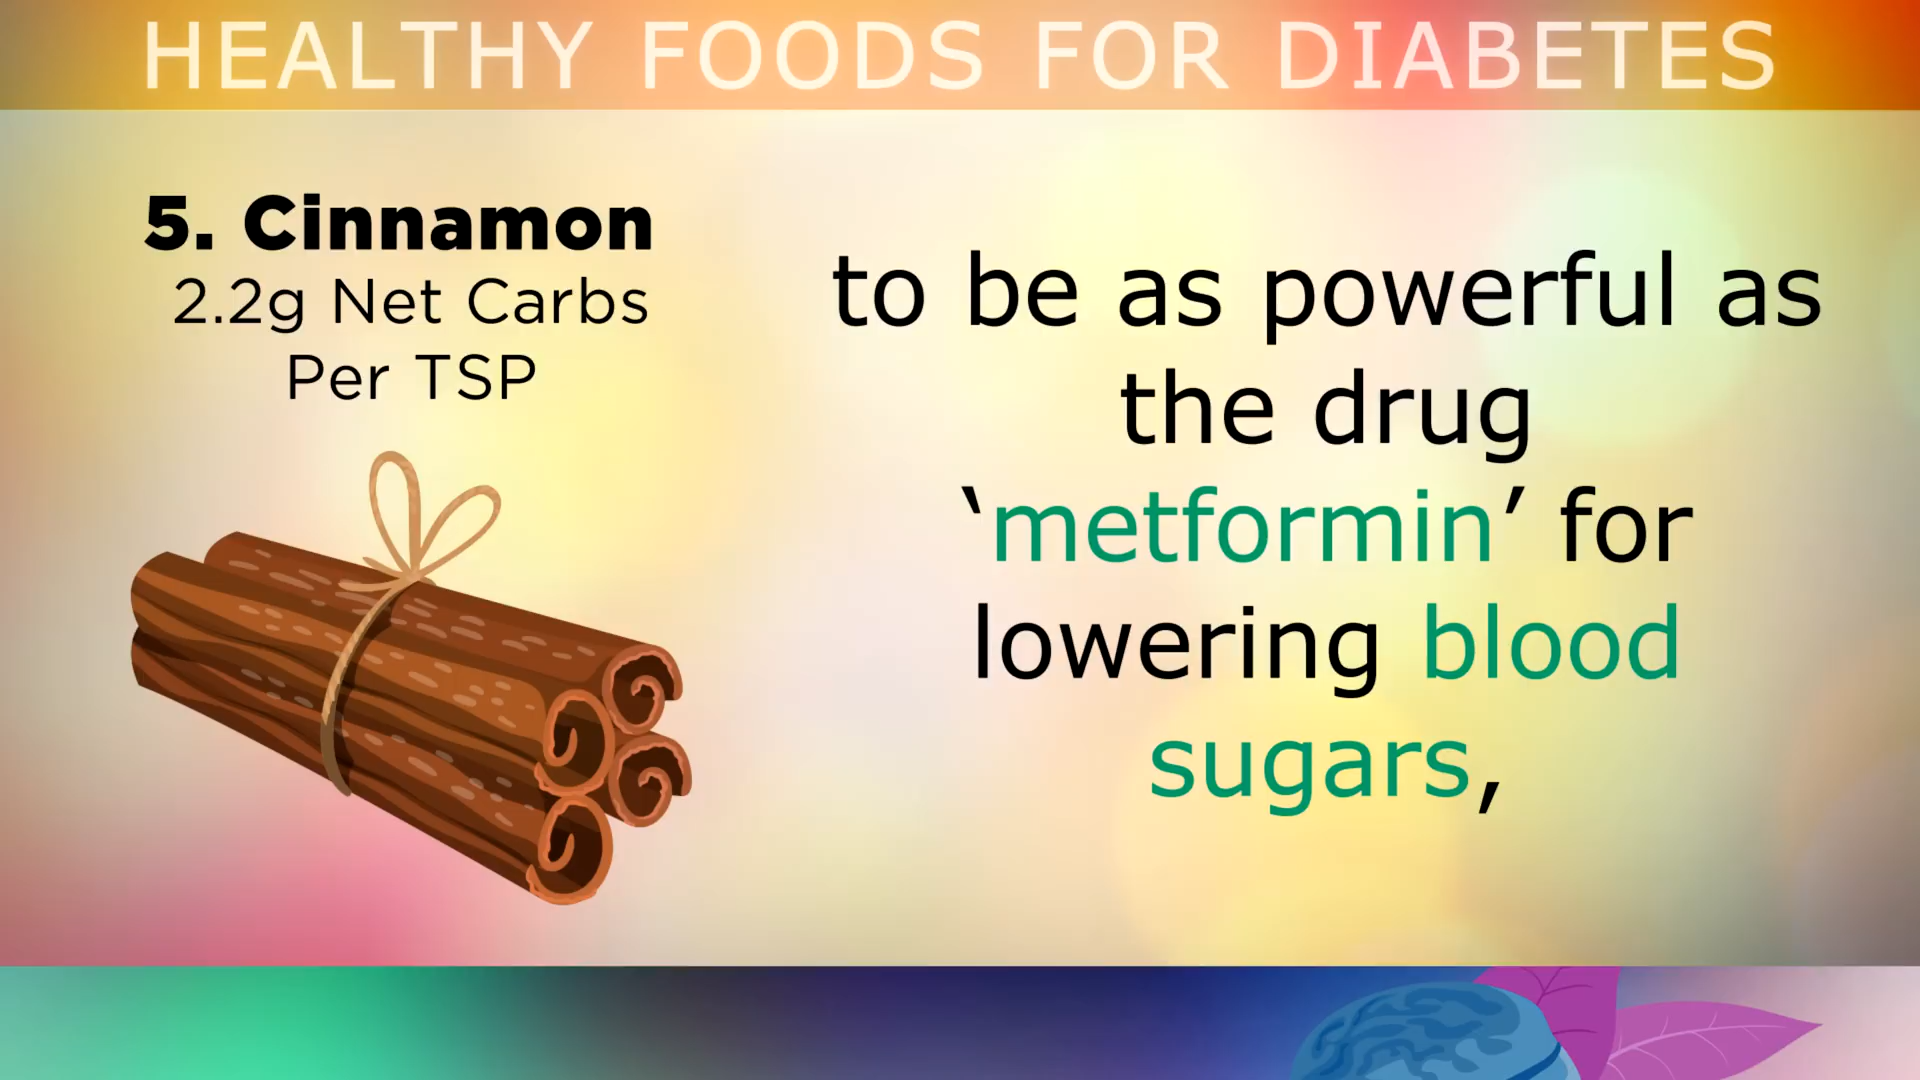 HEALTHY FOODS FOR DIABETES
5. Cinnamon
2.2g Net Carbs
Per TSP
to be as powerful as
the drug
‘metformin’ for
lowering blood
sugars,